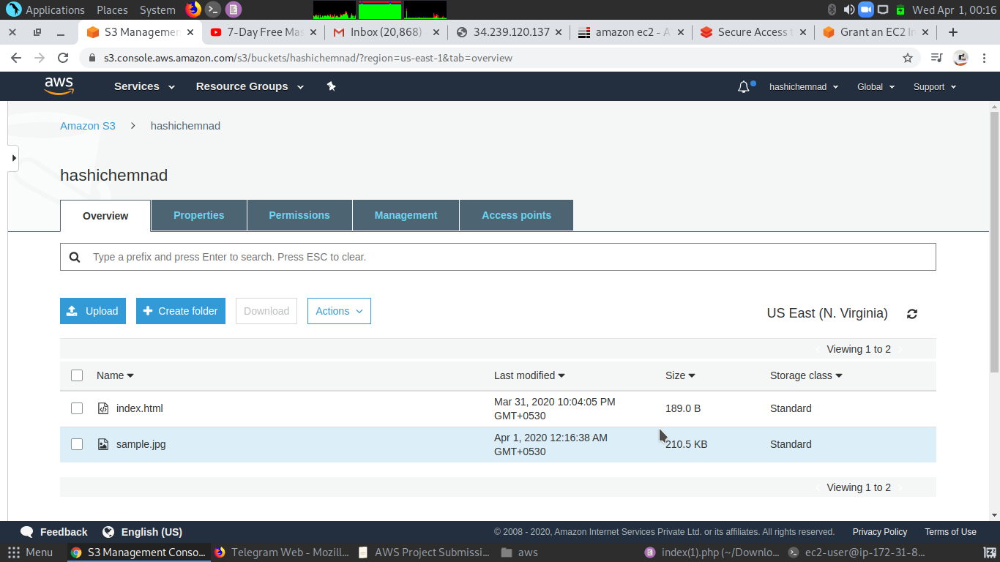 Applications Places System Wed Apr 1, 00:16
S3 Managemen 7-Day Free Mas Inbox (20,868) - 34.239.120.137 amazon ec2 - A Secure Access t Grant an EC2 In
s3.console.aws.amazon.com/s3/buckets/hashichemnad/?region=us-east-1&tab=overview
aws Services Resource Groups hashichemnad Global Support
Amazon S3 hashichemnad
hashichemnad
Overview Properties Permissions Management Access points
Type a prefix and press Enter to search. Press ESC to clear.
Upload Create folder Download Actions US East (N. Virginia)
Viewing 1 to 2
Name Last modified Size Storage class
index.html Mar 31, 2020 10:04:05 PM GMT+0530 189.0 B Standard
sample.jpg Apr 1, 2020 12:16:38 AM GMT+0530 210.5 KB Standard
Viewing 1 to 2
Feedback English (US) © 2008 - 2020, Amazon Internet Services Private Ltd. or its affiliates. All rights reserved. Privacy Policy Terms of Use
Menu S3 Management Conso... Telegram Web - Mozill... AWS Project Submissi... aws index(1).php (~/Downlo... ec2-user@ip-172-31-8...